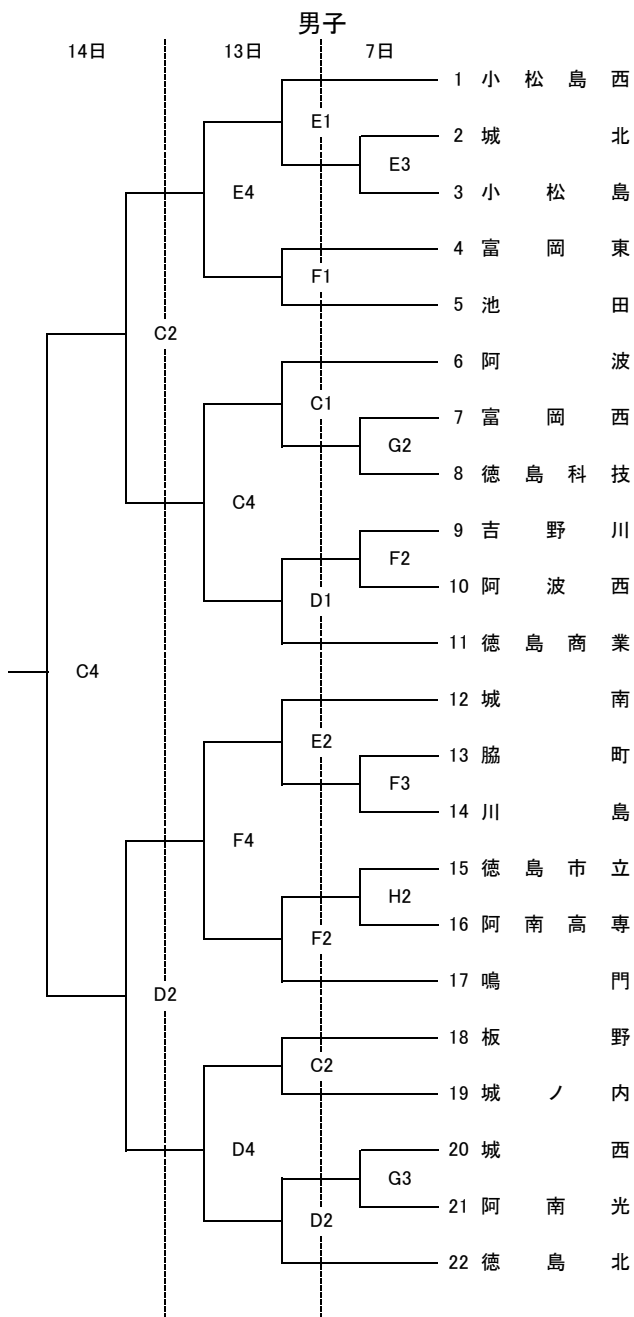 男子
14日 13日 7日
1 小松島西
E1
2 城北
E3
E4
3 小松島
4 富岡東
F1
5 池田
C2
6 阿波
C1
7 富岡西
G2
8 徳島科技
C4
9 吉野川
F2
10 阿波西
D1
11 徳島商業
C4
12 城南
E2
13 脇町
F3
14 川島
F4
15 徳島市立
H2
16 阿南高専
F2
17 鳴門
D2
18 板野
C2
19 城ノ内
D4
20 城西
G3
21 阿南光
D2
22 徳島北